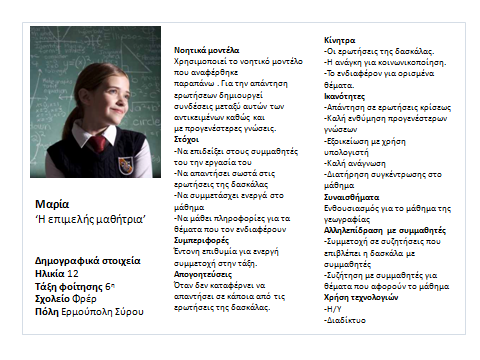 Μαρία
'Η επιμελής μαθήτρια'
Δημογραφικά στοιχεία
Ηλικία 12
Τάξη φοίτησης 6η
Σχολείο Φρέρ
Πόλη Ερμούπολη Σύρου
Νοητικά μοντέλα
Χρησιμοποιεί το νοητικό μοντέλο
που αναφέρθηκε
παραπάνω . Για την απάντηση
ερωτήσεων δημιουργεί
συνδέσεις μεταξύ αυτών των
αντικειμένων καθώς και
με προγενέστερες γνώσεις.
Στόχοι
-Να επιδείξει στους συμμαθητές
του την εργασία του
-Να απαντήσει σωστά στις
ερωτήσεις της δασκάλας
-Να συμμετάσχει ενεργά στο
μάθημα
-Να μάθει πληροφορίες για τα
θέματα που τον ενδιαφέρουν
Συμπεριφορές
Έντονη επιθυμία για ενεργή
συμμετοχή στην τάξη.
Απογοητεύσεις
Όταν δεν καταφέρνει να
απαντήσει σε κάποια από τις
ερωτήσεις της δασκάλας.
Κίνητρα
-Οι ερωτήσεις της δασκάλας.
-Η ανάγκη για κοινωνικοποίηση.
-Το ενδιαφέρον για ορισμένα
θέματα.
Ικανότητες
-Απάντηση σε ερωτήσεις κρίσεως
-Καλή ενθύμηση προγενέστερων
γνώσεων
-Εξοικείωση με χρήση
υπολογιστή
-Καλή ανάγνωση
-Διατήρηση συγκέντρωσης στο
μάθημα
Συναισθήματα
Ενθουσιασμός για το μάθημα της
γεωγραφίας
Αλληλεπίδραση με συμμαθητές
-Συμμετοχή σε συζητήσεις που
επιβλέπει η δασκάλα με
συμμαθητές
-Συζήτηση με συμμαθητές για
θέματα που αφορούν το μάθημα
Χρήση τεχνολογιών
-Η/Υ
-Διαδίκτυο